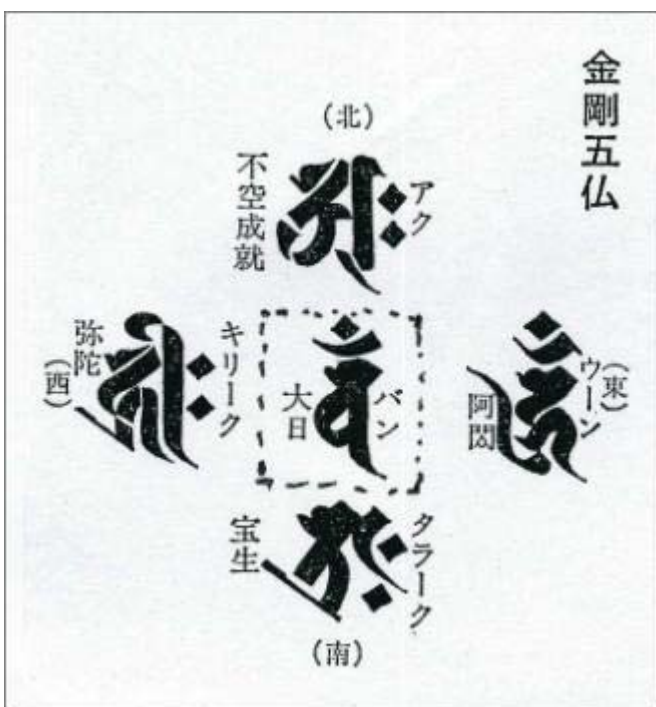 金剛五仏
(北)
𑖀𑖾
アク
不空成就
(東)
𑖮𑖳𑖽
ウーン
阿閦
𑖪𑖽
バン
大日
𑖮𑖿𑖨𑖱𑖾
キリーク
弥陀
(西)
𑖝𑖿𑖨𑖯𑖾
タラーク
宝生
(南)